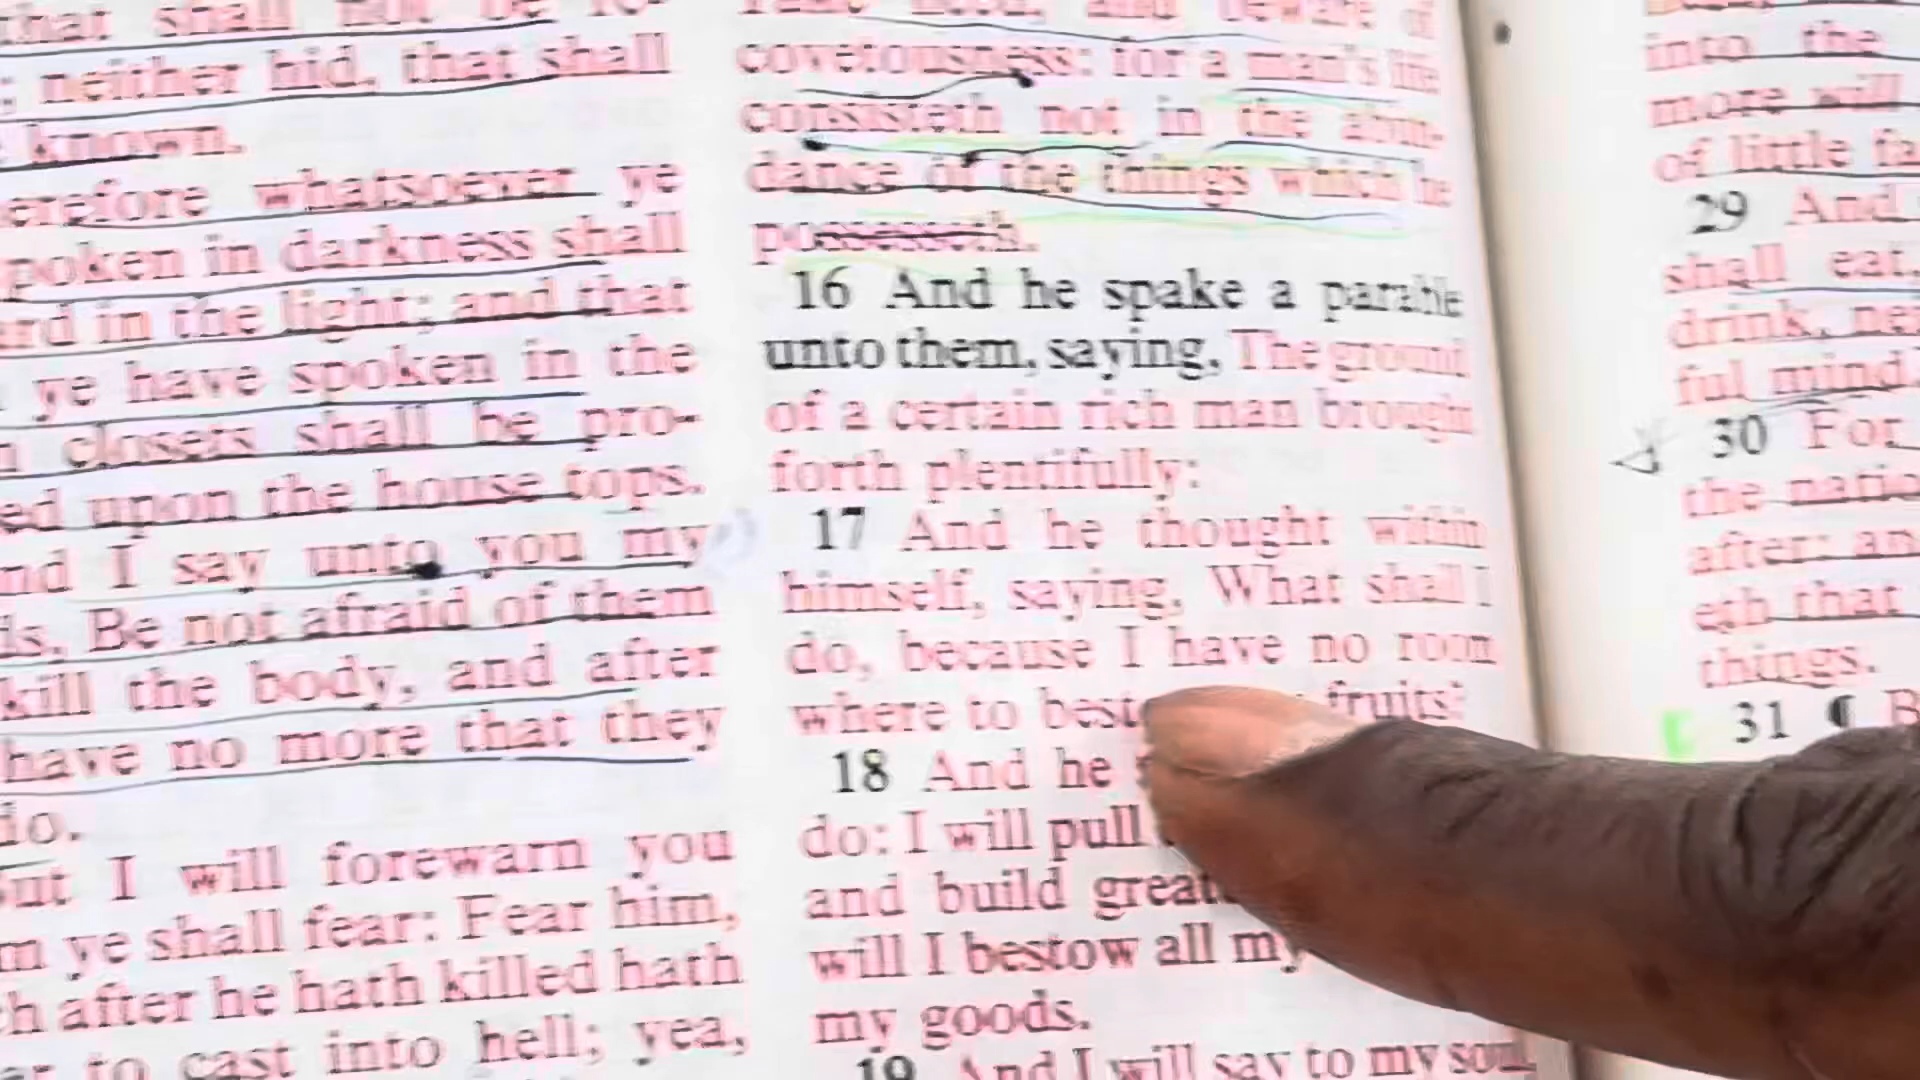 that shall not be re-
; neither hid, that shall
known.
erefore whatsoever ye
poken in darkness shall
ard in the light; and that
ye have spoken in the
n closets shall be pro-
ed upon the house tops.
nd I say unto you my
ds, Be not afraid of them
kill the body, and after
have no more that they
do.
But I will forewarn you
m ye shall fear: Fear him,
ch after he hath killed hath
to cast into hell; yea,
and beware of
covetousness: for a man's life
consisteth not in the abun-
dance of the things which he
possesseth.
16 And he spake a parable
unto them, saying, The ground
of a certain rich man brought
forth plentifully:
17 And he thought within
himself, saying, What shall I
do, because I have no room
where to besto fruits?
18 And he
do: I will pull
and build great
will I bestow all my
my goods.
19 And I will say to my soul,
into the
more will
of little fa
29 And
shall eat,
drink, nei
ful mind.
30 For
the natio
after: an
eth that
things.
31 ¶ B